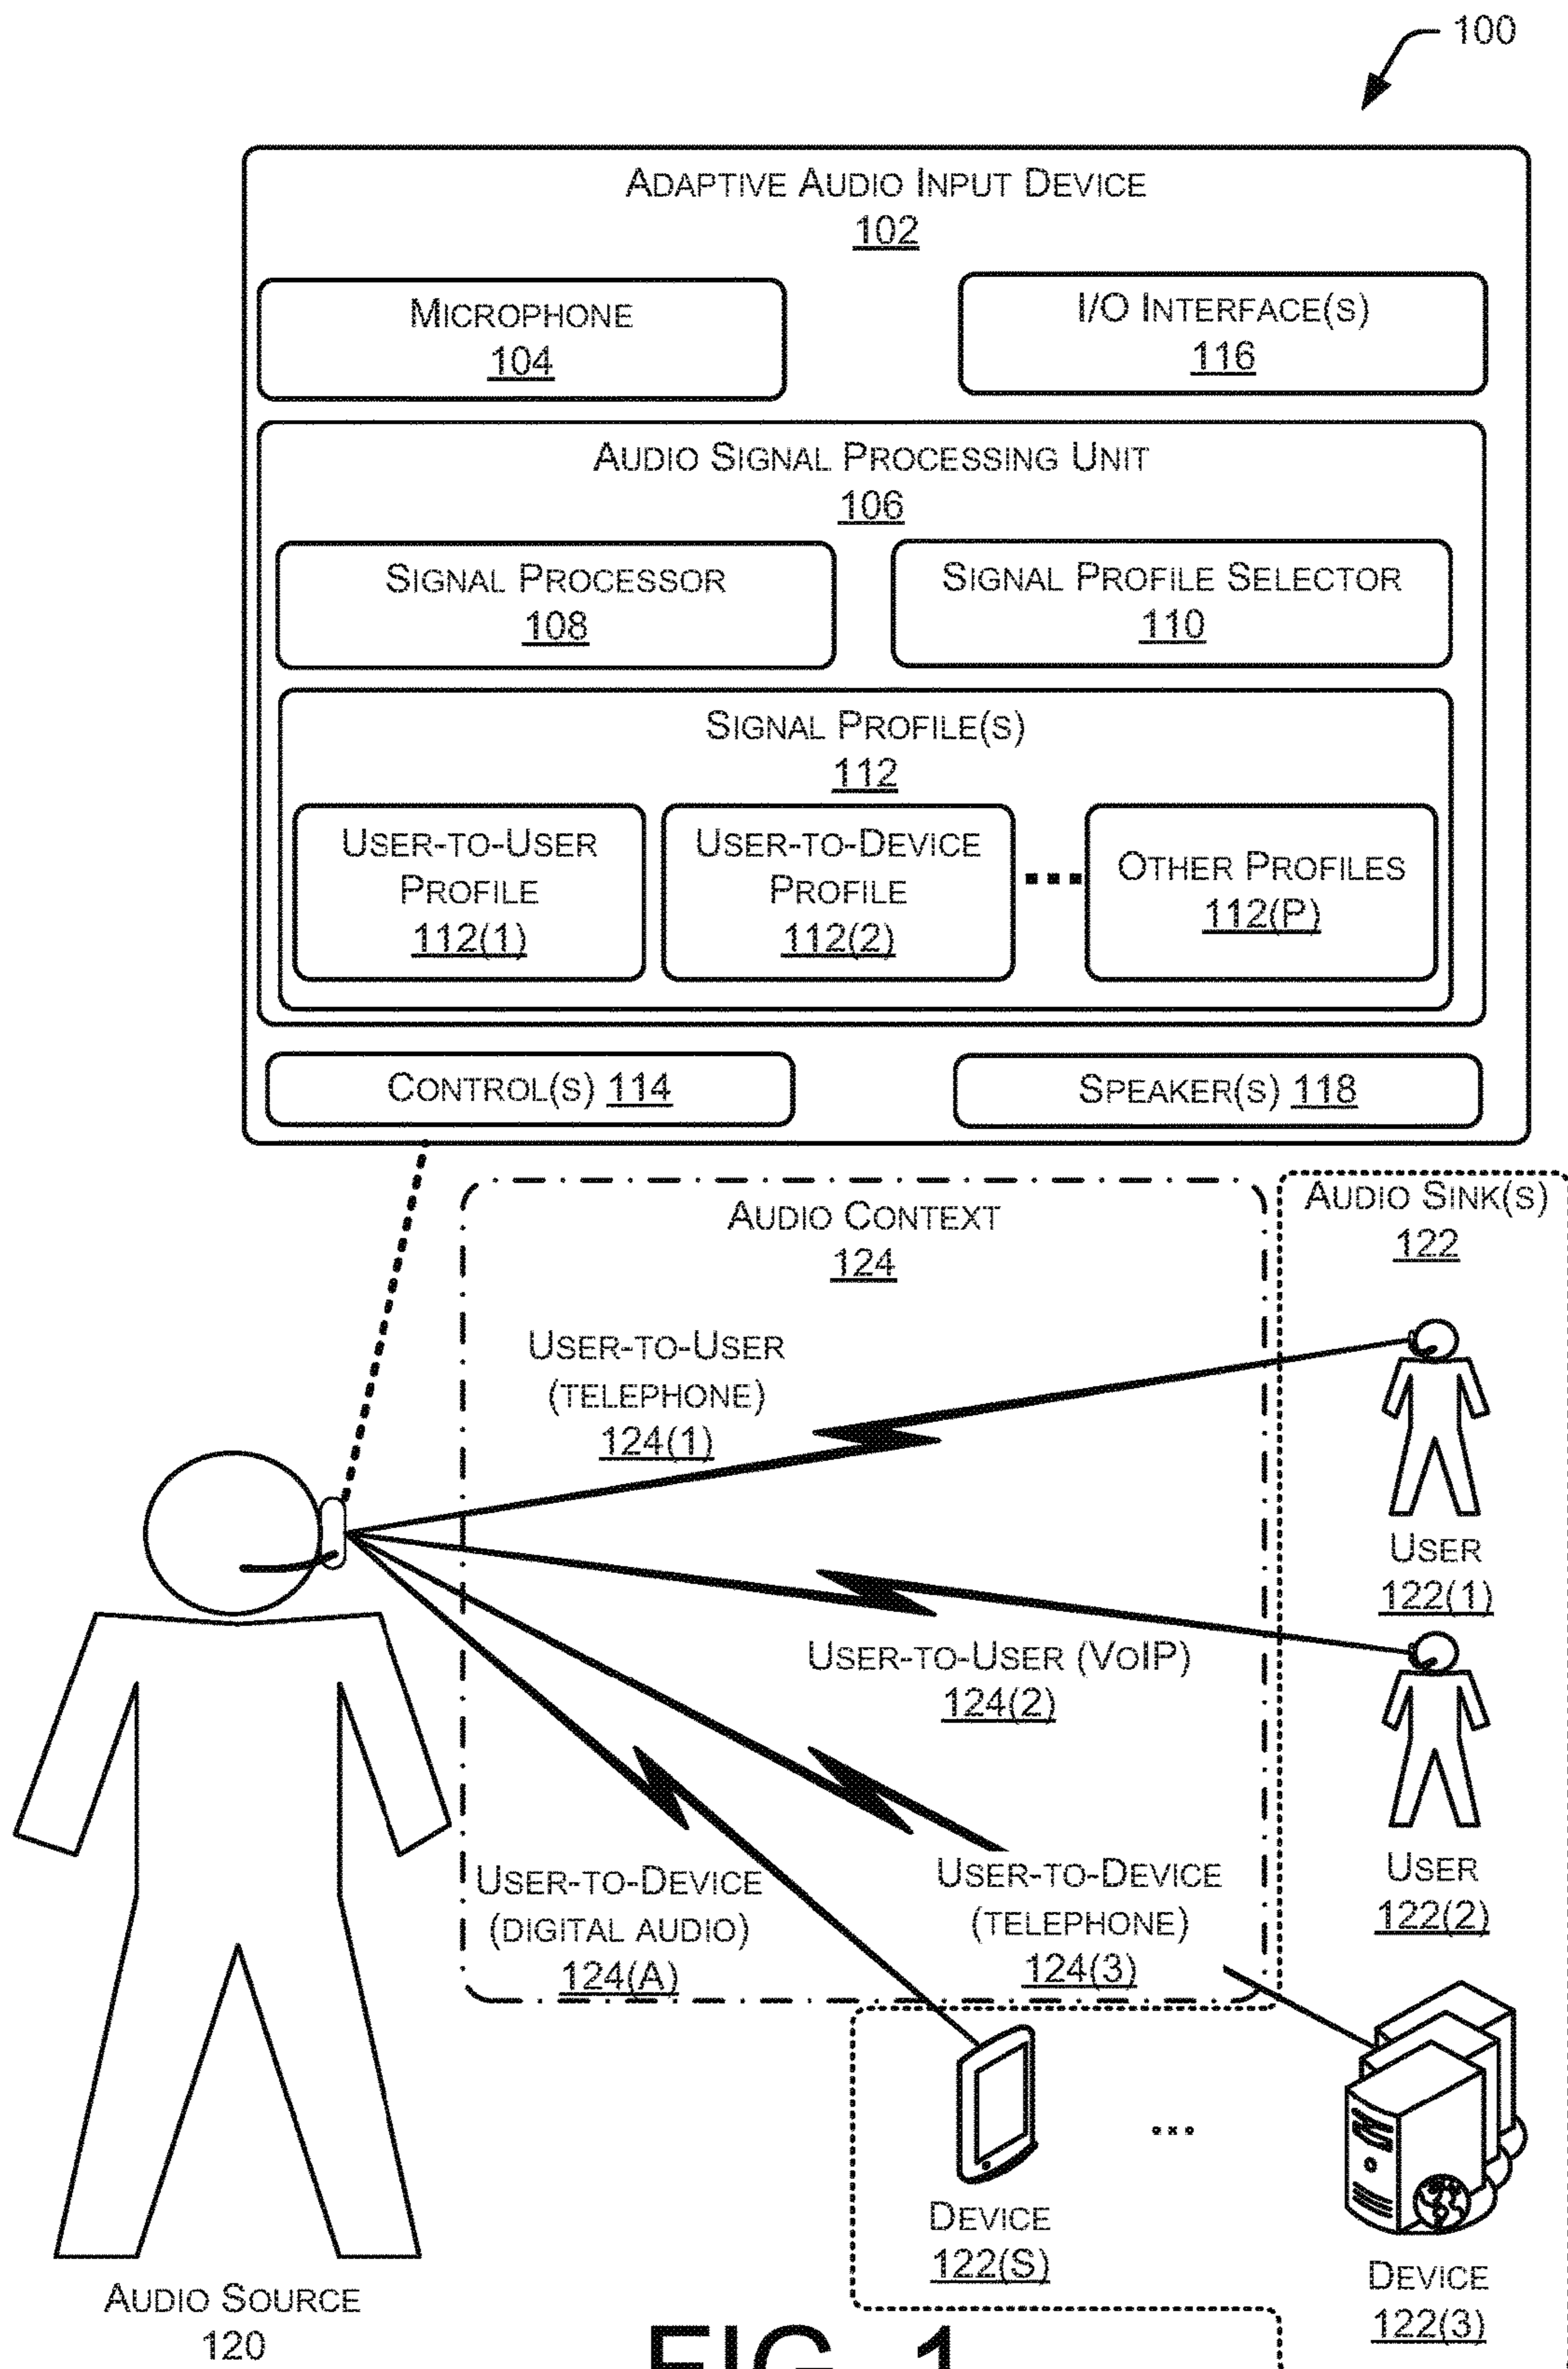 100
ADAPTIVE AUDIO INPUT DEVICE
102
MICROPHONE
104
I/O INTERFACE(S)
116
AUDIO SIGNAL PROCESSING UNIT
106
SIGNAL PROCESSOR
108
SIGNAL PROFILE SELECTOR
110
SIGNAL PROFILE(S)
112
USER-TO-USER
PROFILE
112(1)
USER-TO-DEVICE
PROFILE
112(2)
OTHER PROFILES
112(P)
CONTROL(S) 114
SPEAKER(S) 118
AUDIO CONTEXT
124
AUDIO SINK(S)
122
USER-TO-USER
(TELEPHONE)
124(1)
USER
122(1)
USER-TO-USER (VOIP)
124(2)
USER
122(2)
USER-TO-DEVICE
(DIGITAL AUDIO)
124(A)
USER-TO-DEVICE
(TELEPHONE)
124(3)
DEVICE
122(S)
DEVICE
122(3)
AUDIO SOURCE
120
FIG. 1